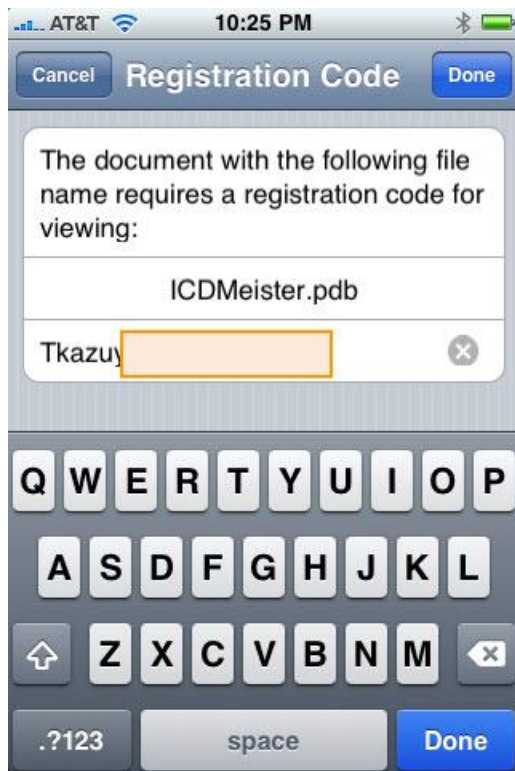 AT&T 10:25 PM
Cancel Registration Code Done
The document with the following file
name requires a registration code for
viewing:
ICDMeister.pdb
Tkazuy
Q W E R T Y U I O P
A S D F G H J K L
Z X C V B N M
.?123 space Done